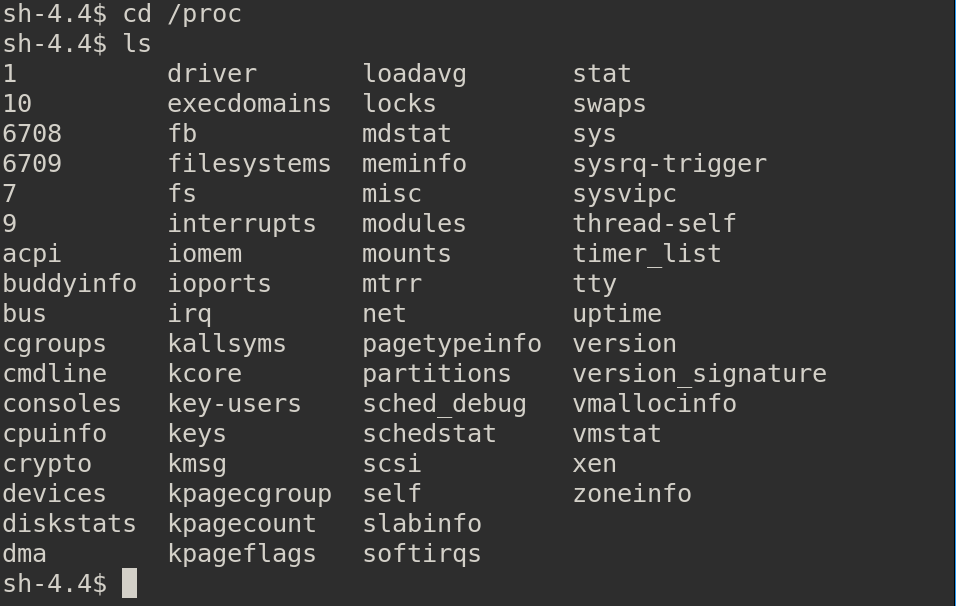 sh-4.4$ cd /proc
sh-4.4$ ls
1 driver loadavg stat
10 execdomains locks swaps
6708 fb mdstat sys
6709 filesystems meminfo sysrq-trigger
7 fs misc sysvipc
9 interrupts modules thread-self
acpi iomem mounts timer_list
buddyinfo ioports mtrr tty
bus irq net uptime
cgroups kallsyms pagetypeinfo version
cmdline kcore partitions version_signature
consoles key-users sched_debug vmallocinfo
cpuinfo keys schedstat vmstat
crypto kmsg scsi xen
devices kpagecgroup self zoneinfo
diskstats kpagecount slabinfo
dma kpageflags softirqs
sh-4.4$